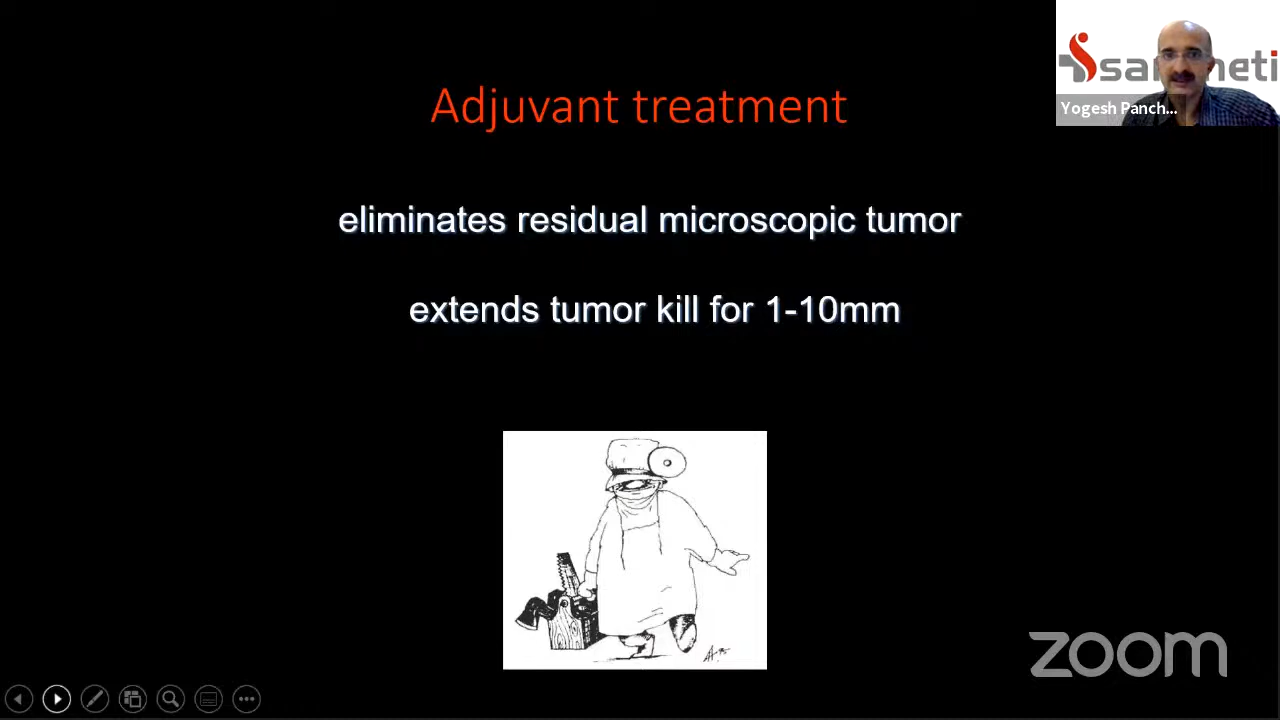 Adjuvant treatment
eliminates residual microscopic tumor
extends tumor kill for 1-10mm
Yogesh Panch...
zoom